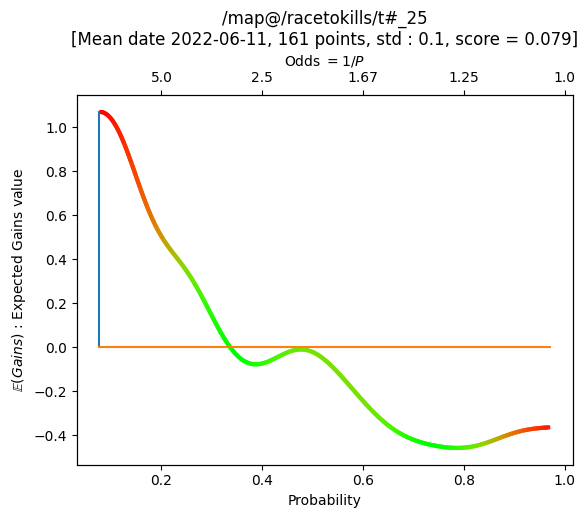 /map@/racetokills/t#_25
[Mean date 2022-06-11, 161 points, std : 0.1, score = 0.079]
Odds = 1/P
5.0 2.5 1.67 1.25 1.0
1.0
0.8
0.6
0.4
0.2
0.0
−0.2
−0.4
𝔼(Gains) : Expected Gains value
0.2 0.4 0.6 0.8 1.0
Probability